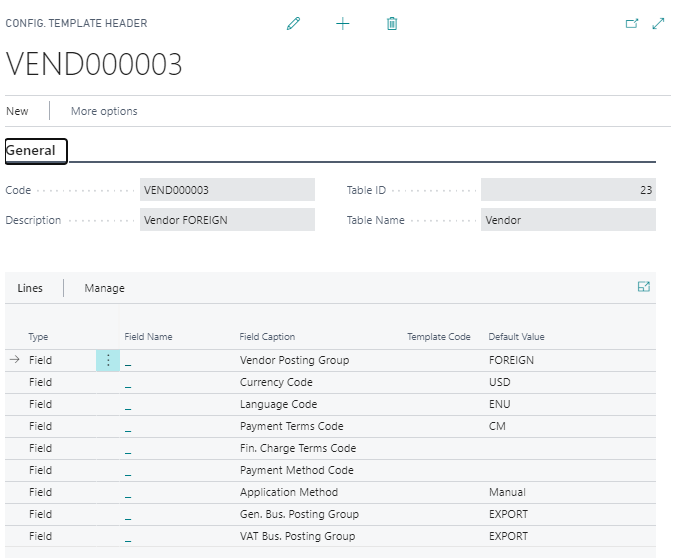 CONFIG. TEMPLATE HEADER
VEND000003
New More options
General
Code VEND000003 Table ID 23
Description Vendor FOREIGN Table Name Vendor
Lines Manage
Type Field Name Field Caption Template Code Default Value
→ Field _ Vendor Posting Group FOREIGN
Field _ Currency Code USD
Field _ Language Code ENU
Field _ Payment Terms Code CM
Field _ Fin. Charge Terms Code
Field _ Payment Method Code
Field _ Application Method Manual
Field _ Gen. Bus. Posting Group EXPORT
Field _ VAT Bus. Posting Group EXPORT